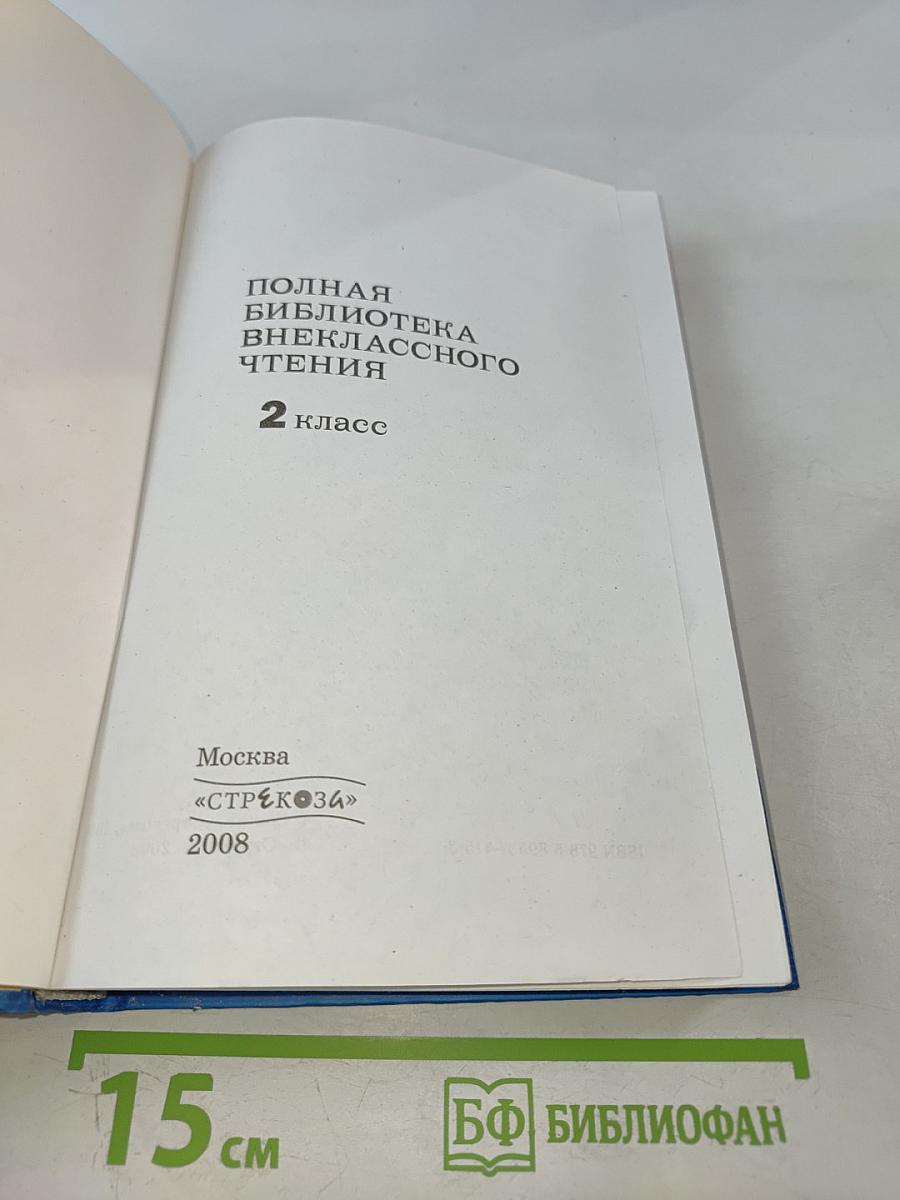 ПОЛНАЯ
БИБЛИОТЕКА
ВНЕКЛАССНОГО
ЧТЕНИЯ
2 класс
Москва
«СТРЕКОЗА»
2008
15 см
БФ БИБЛИОФАН